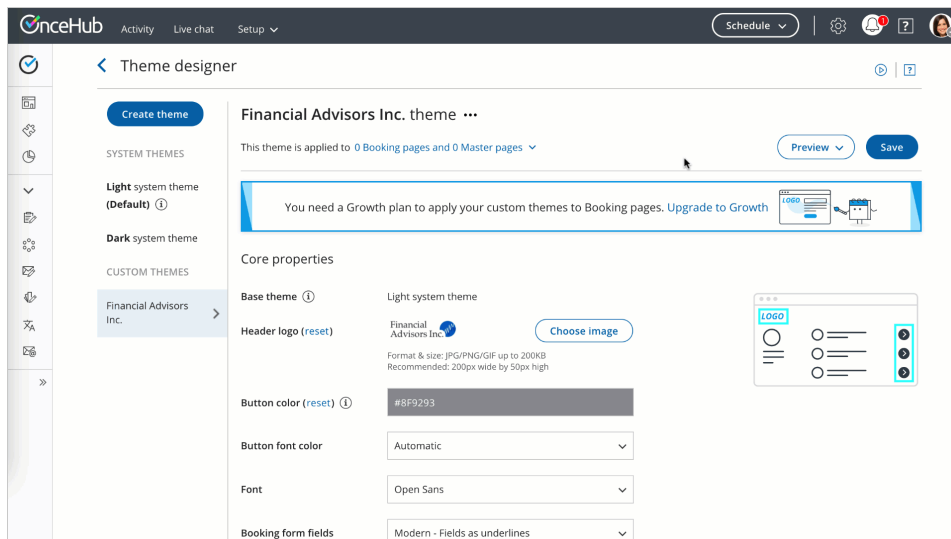 OnceHub
Activity
Live chat
Setup
Schedule
1
?
Theme designer
?
Create theme
SYSTEM THEMES
Light system theme
(Default)
Dark system theme
CUSTOM THEMES
Financial Advisors
Inc.
Financial Advisors Inc. theme
This theme is applied to 0 Booking pages and 0 Master pages
Preview
Save
You need a Growth plan to apply your custom themes to Booking pages. Upgrade to Growth
LOGO
Core properties
Base theme
Light system theme
Header logo (reset)
Financial
Advisors Inc.
Choose image
Format & size: JPG/PNG/GIF up to 200KB
Recommended: 200px wide by 50px high
LOGO
Button color (reset)
#8F9293
Button font color
Automatic
Font
Open Sans
Booking form fields
Modern - Fields as underlines